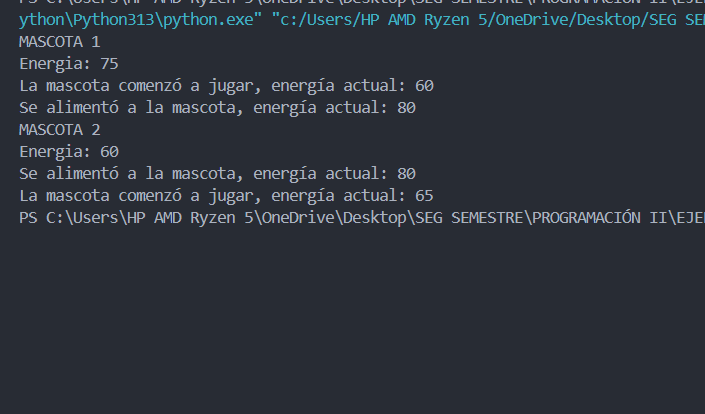 PS C:\Users\HP AMD Ryzen 5\OneDrive\Desktop\SEG SEMESTRE\PROGRAMACIÓN II\EJE
ython\Python313\python.exe" "c:/Users/HP AMD Ryzen 5/OneDrive/Desktop/SEG SE
MASCOTA 1
Energia: 75
La mascota comenzó a jugar, energía actual: 60
Se alimentó a la mascota, energía actual: 80
MASCOTA 2
Energia: 60
Se alimentó a la mascota, energía actual: 80
La mascota comenzó a jugar, energía actual: 65
PS C:\Users\HP AMD Ryzen 5\OneDrive\Desktop\SEG SEMESTRE\PROGRAMACIÓN II\EJE